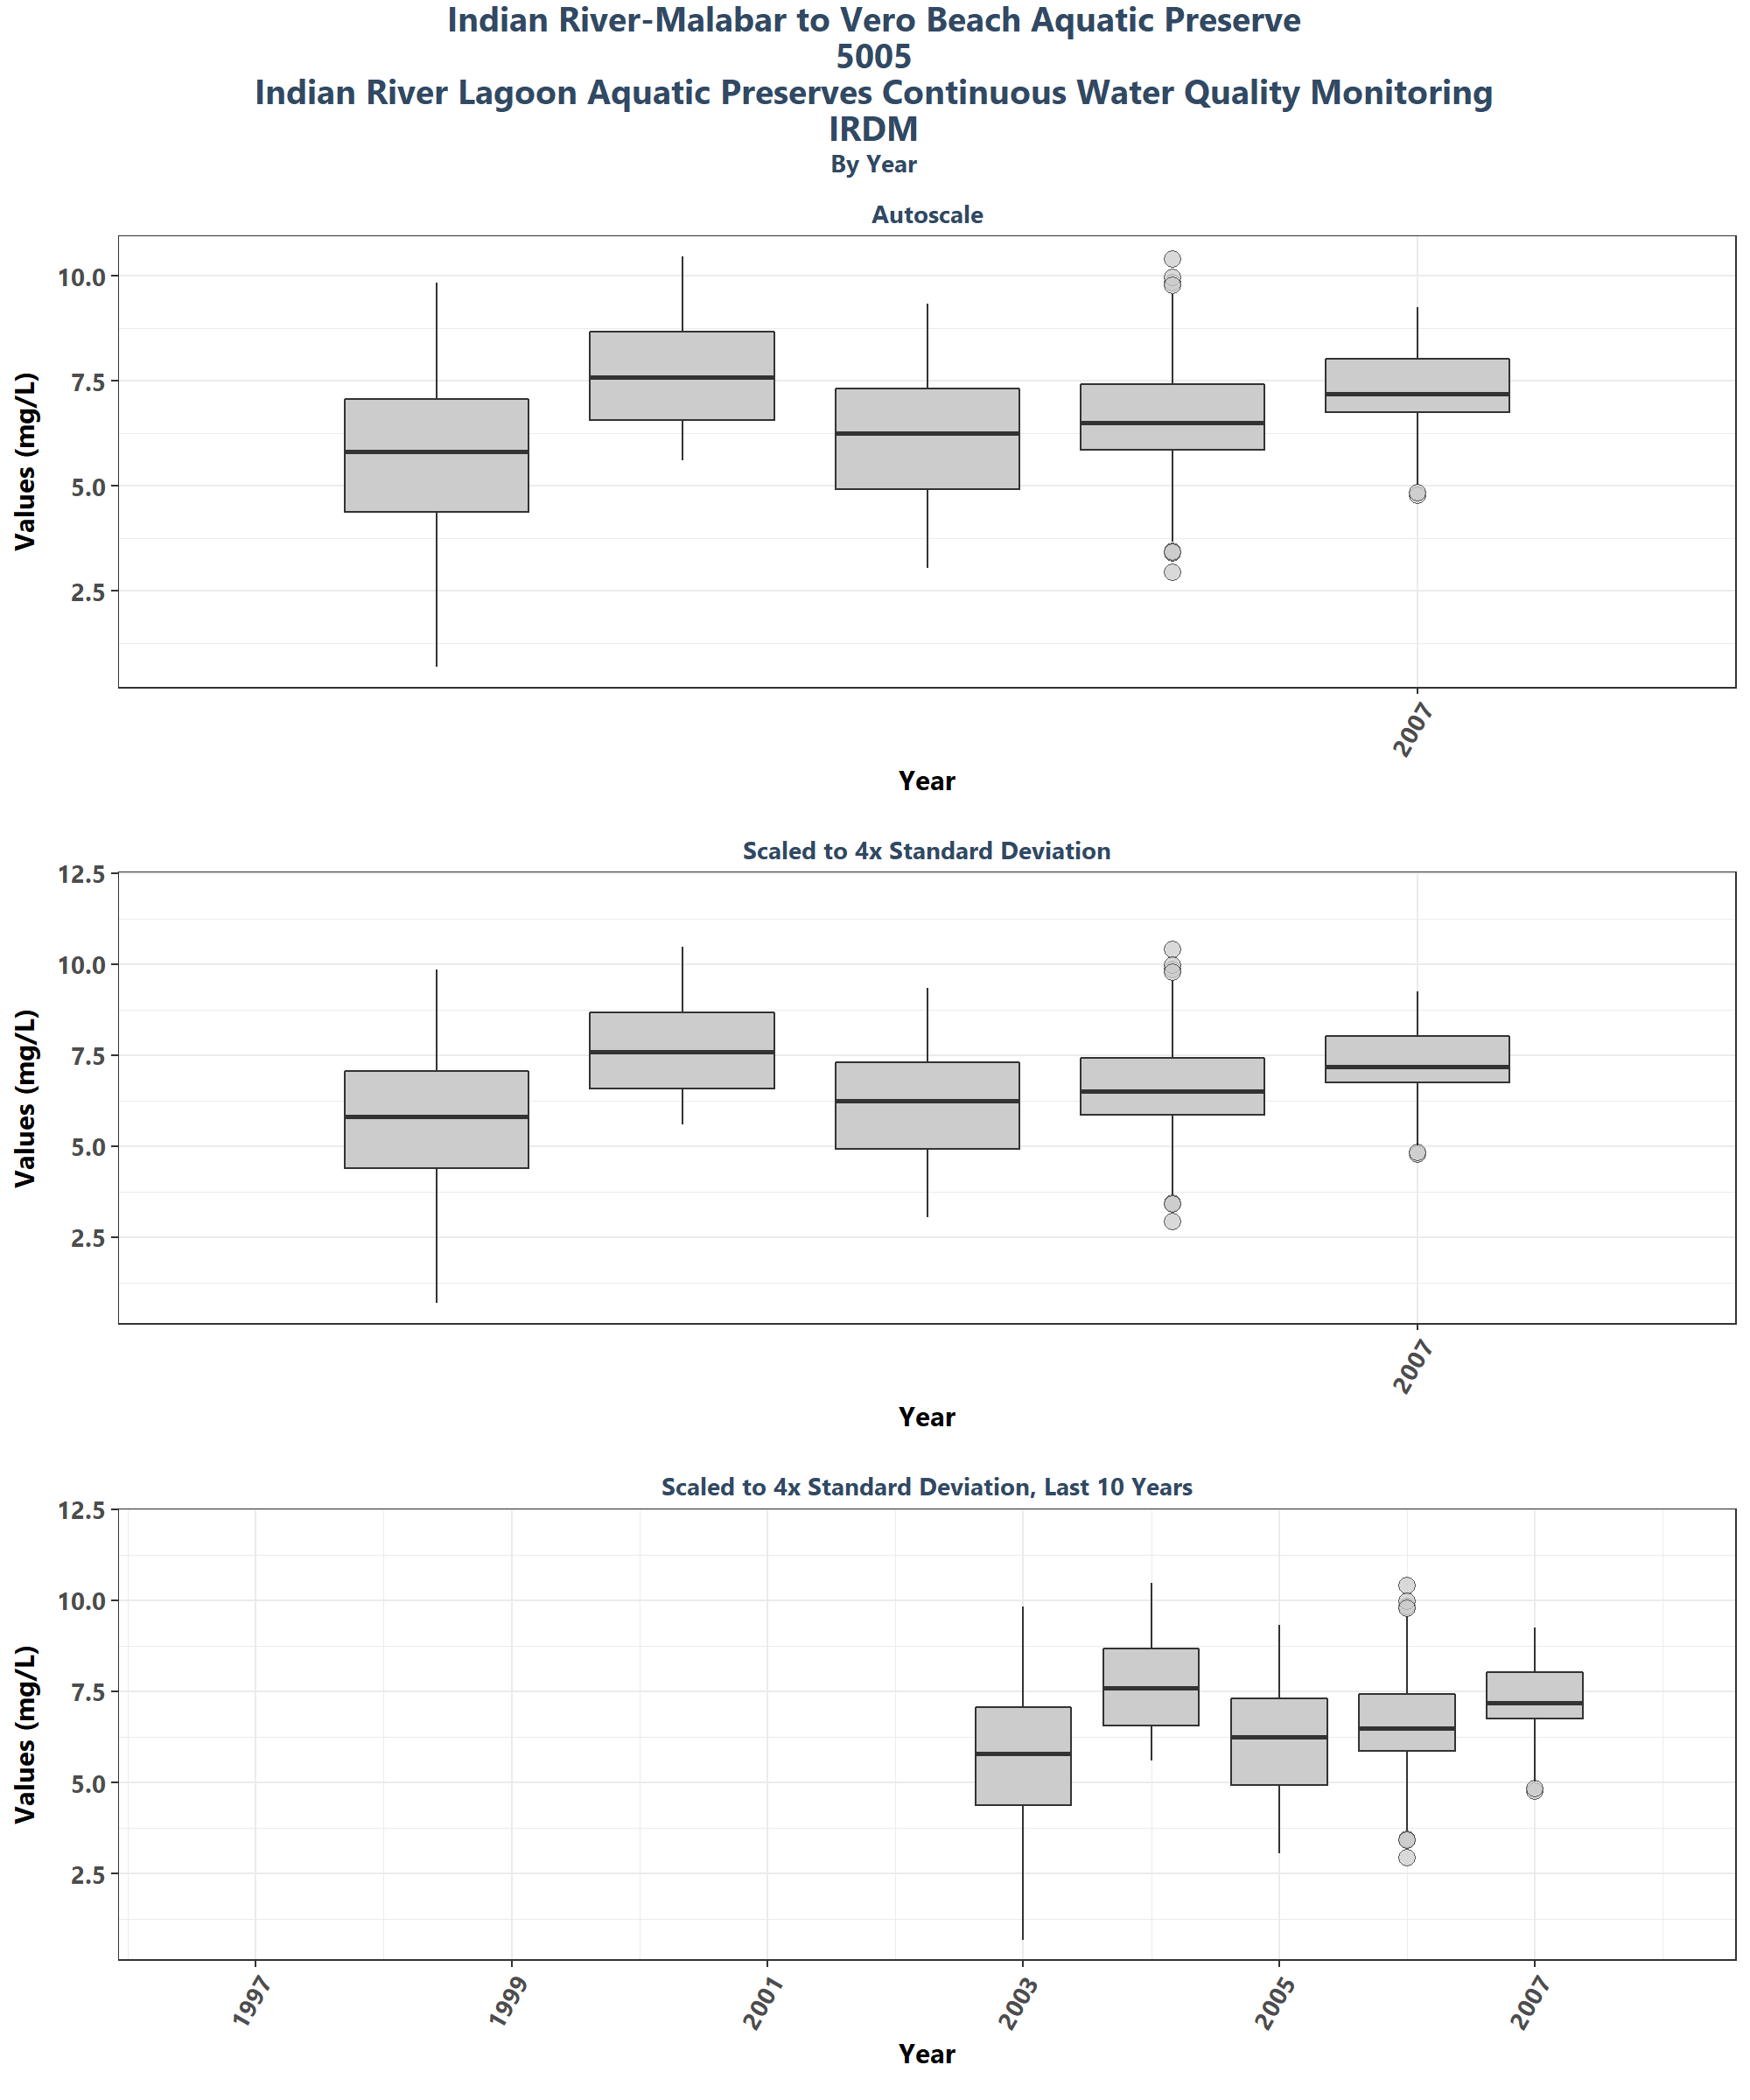 Indian River-Malabar to Vero Beach Aquatic Preserve
5005
Indian River Lagoon Aquatic Preserves Continuous Water Quality Monitoring
IRDM
By Year
Autoscale
Values (mg/L)
10.0
7.5
5.0
2.5
2007
Year
Scaled to 4x Standard Deviation
Values (mg/L)
12.5
10.0
7.5
5.0
2.5
2007
Year
Scaled to 4x Standard Deviation, Last 10 Years
Values (mg/L)
12.5
10.0
7.5
5.0
2.5
1997 1999 2001 2003 2005 2007
Year